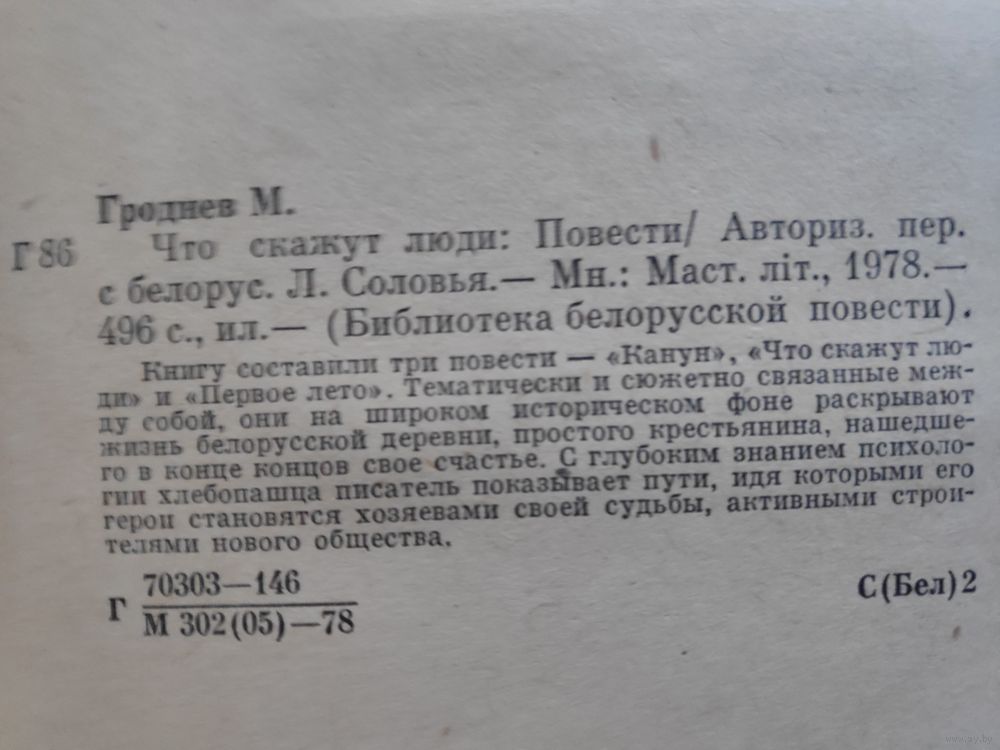 Гроднев М.
Г 86 Что скажут люди: Повести/ Авториз. пер.
с белорус. Л. Соловья.— Мн.: Маст. літ., 1978.—
496 с., ил.— (Библиотека белорусской повести).
Книгу составили три повести — «Канун», «Что скажут лю-
ди» и «Первое лето». Тематически и сюжетно связанные меж-
ду собой, они на широком историческом фоне раскрывают
жизнь белорусской деревни, простого крестьянина, нашедше-
го в конце концов свое счастье. С глубоким знанием психоло-
гии хлебопашца писатель показывает пути, идя которыми его
герои становятся хозяевами своей судьбы, активными строи-
телями нового общества.
Г 70303—146
М 302(05)—78
С(Бел)2
www.ay.by